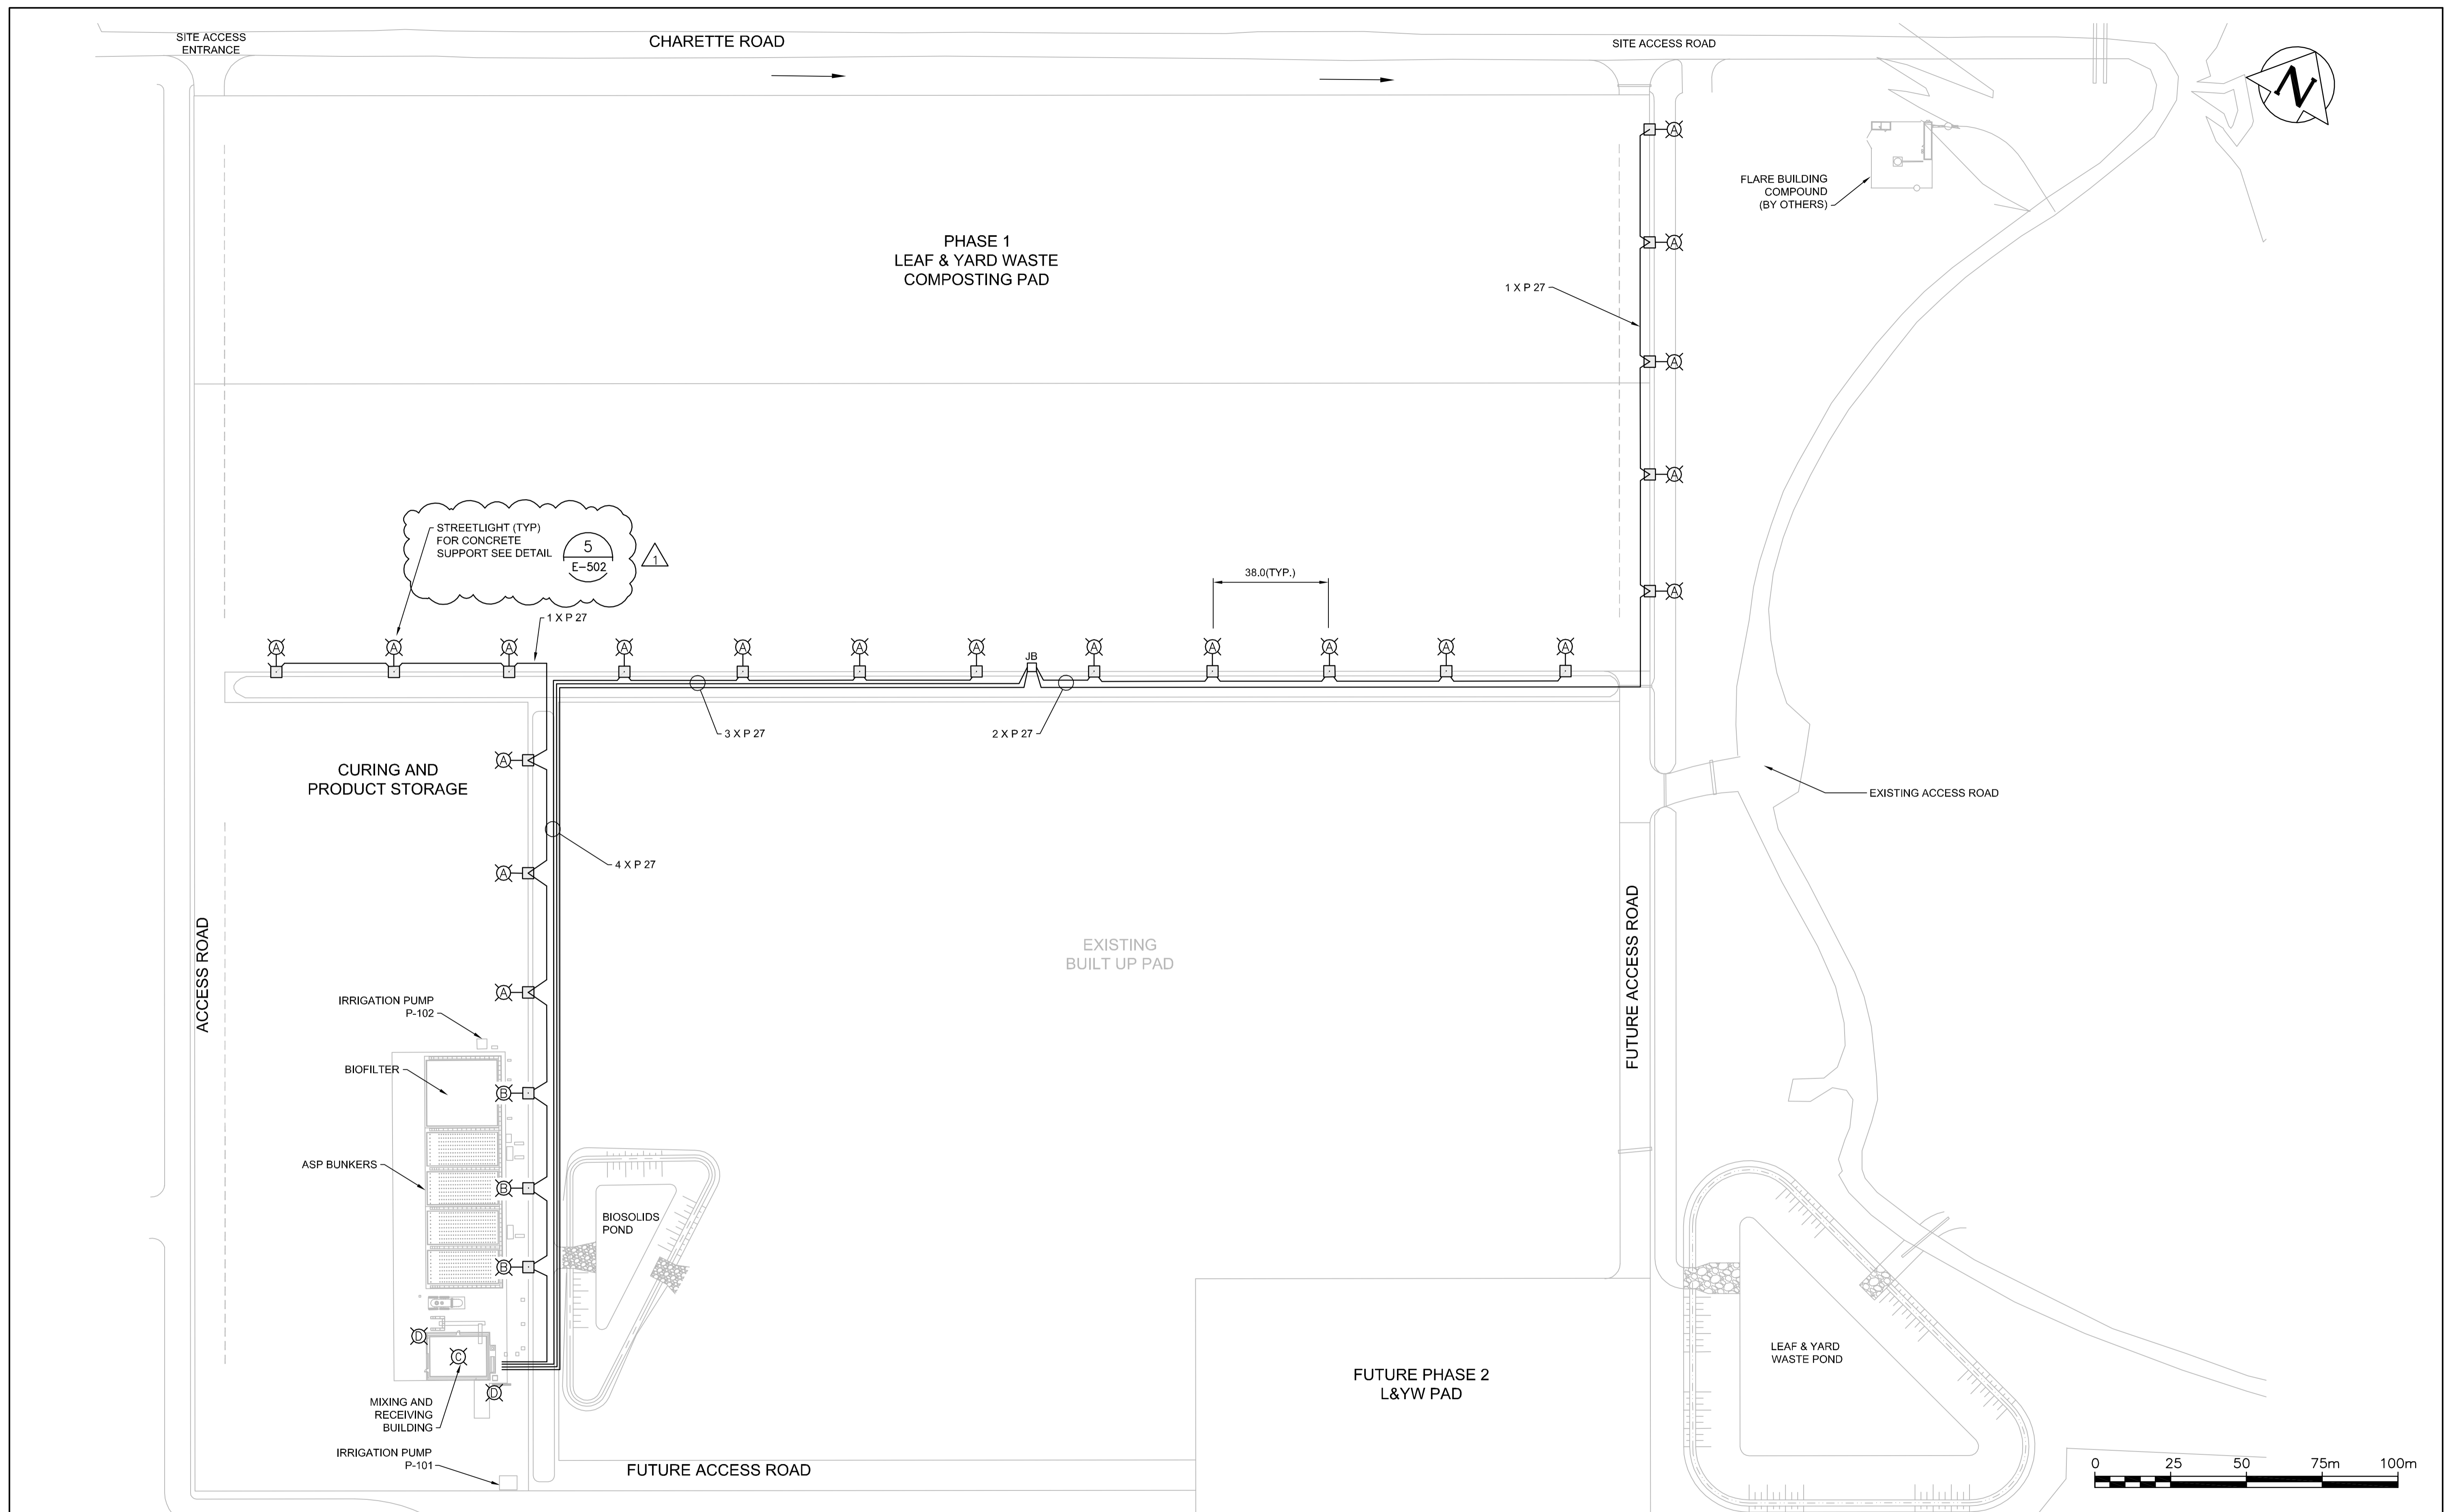 SITE ACCESS
ENTRANCE
CHARETTE ROAD
SITE ACCESS ROAD
N
A
FLARE BUILDING
COMPOUND
(BY OTHERS)
A
PHASE 1
LEAF & YARD WASTE
COMPOSTING PAD
1 X P 27
A
A
STREETLIGHT (TYP)
FOR CONCRETE
SUPPORT SEE DETAIL
5
E-502
1
38.0(TYP.)
A
1 X P 27
A
A
A
A
A
A
A
JB
A
A
A
A
A
3 X P 27
2 X P 27
A
CURING AND
PRODUCT STORAGE
EXISTING ACCESS ROAD
4 X P 27
A
ACCESS ROAD
EXISTING
BUILT UP PAD
FUTURE ACCESS ROAD
A
IRRIGATION PUMP
P-102
BIOFILTER
B
ASP BUNKERS
B
BIOSOLIDS
POND
B
D
C
D
MIXING AND
RECEIVING
BUILDING
LEAF & YARD
WASTE POND
FUTURE PHASE 2
L&YW PAD
IRRIGATION PUMP
P-101
FUTURE ACCESS ROAD
0 25 50 75m 100m